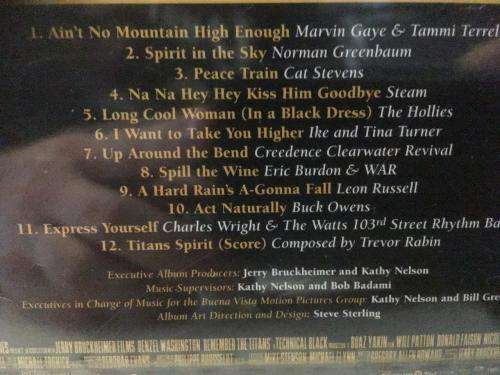 1. Ain't No Mountain High Enough Marvin Gaye & Tammi Terrel
2. Spirit in the Sky Norman Greenbaum
3. Peace Train Cat Stevens
4. Na Na Hey Hey Kiss Him Goodbye Steam
5. Long Cool Woman (In a Black Dress) The Hollies
6. I Want to Take You Higher Ike and Tina Turner
7. Up Around the Bend Creedence Clearwater Revival
8. Spill the Wine Eric Burdon & WAR
9. A Hard Rain's A-Gonna Fall Leon Russell
10. Act Naturally Buck Owens
11. Express Yourself Charles Wright & The Watts 103rd Street Rhythm Ba
12. Titans Spirit (Score) Composed by Trevor Rabin
Executive Album Producers: Jerry Bruckheimer and Kathy Nelson
Music Supervisors: Kathy Nelson and Bob Badami
Executives in Charge of Music for the Buena Vista Motion Pictures Group: Kathy Nelson and Bill Gre
Album Art Direction and Design: Steve Sterling
JERRY BRUCKHEIMER FILMS DENZEL WASHINGTON REMEMBER THE TITANS TECHNICAL BLACK BOAZ YAKIN WILL PATTON DONALD FAISON